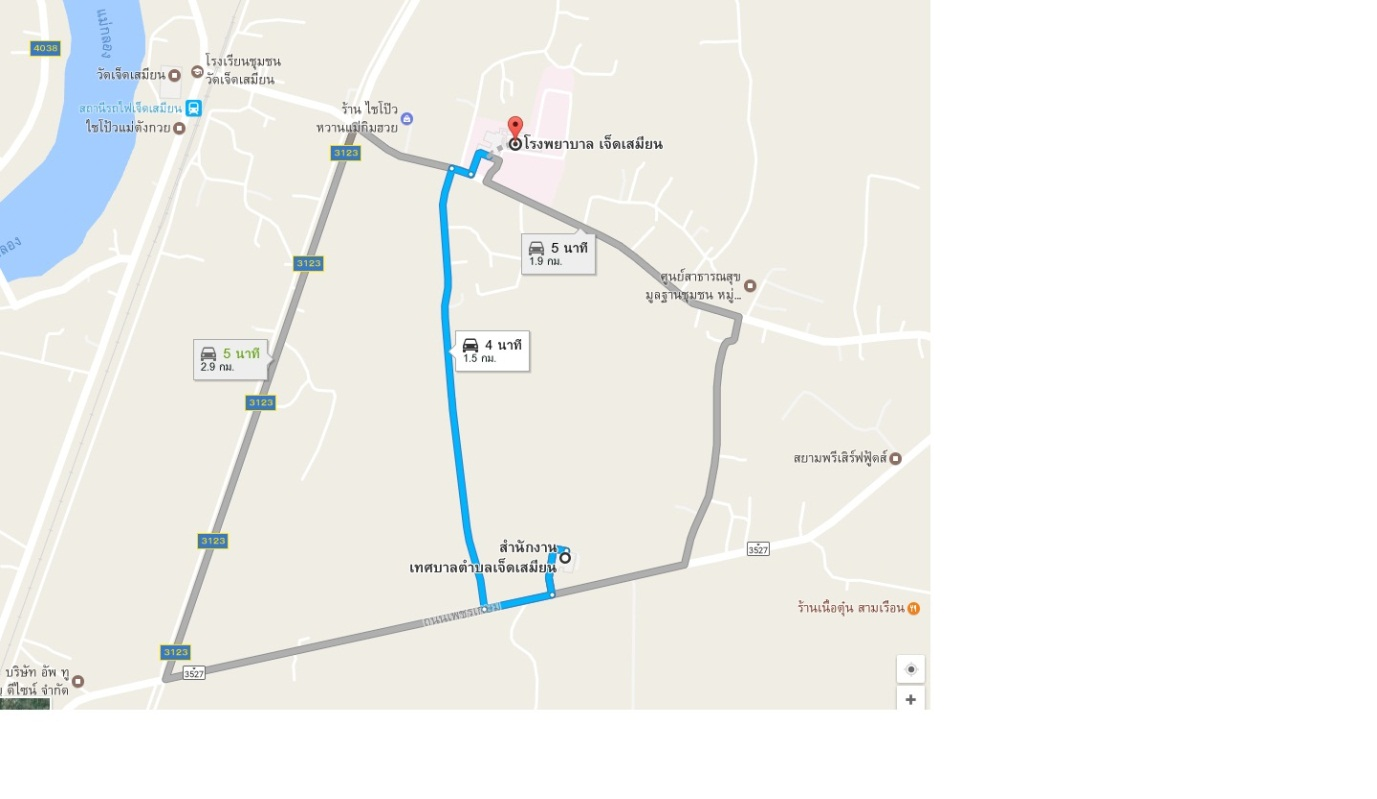 แม่กลอง
4038
โรงเรียนชุมชน
วัดเจ็ดเสมียน
วัดเจ็ดเสมียน
สถานีรถไฟเจ็ดเสมียน
ไชโป้วแม่ตังกวย
ร้าน ไชโป๊ว
หวานแม่กิมฮวย
3123
โรงพยาบาล เจ็ดเสมียน
5 นาที
1.9 กม.
3123
ศูนย์สาธารณสุข
มูลฐานชุมชน หมู่...
4 นาที
1.5 กม.
5 นาที
2.9 กม.
3123
สยามพรีเสิร์ฟฟู้ดส์
3123
สำนักงาน
เทศบาลตำบลเจ็ดเสมียน
3527
ร้านเนื้อตุ๋น สามเรือน
3123
3527
บริษัท อัพ ทู
ดีไซน์ จำกัด